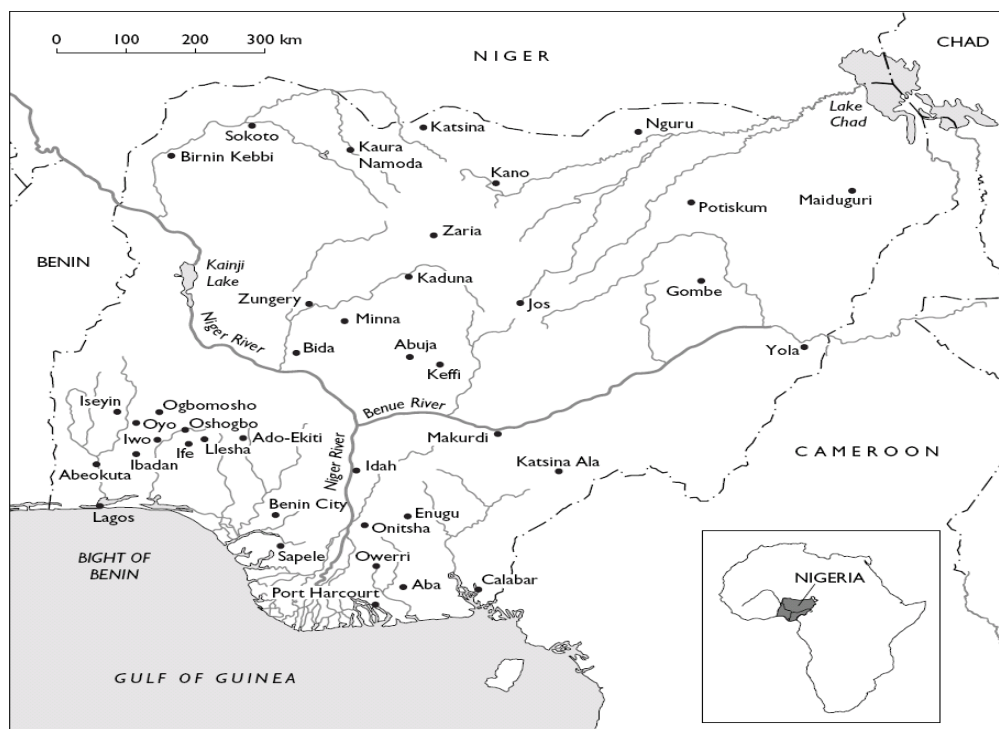 0 100 200 300 km
NIGER
CHAD
Lake
Chad
Sokoto
Katsina
Nguru
Birnin Kebbi
Kaura
Namoda
Kano
Potiskum
Maiduguri
Zaria
BENIN
Kainji
Lake
Kaduna
Gombe
Zungery
Jos
Minna
Niger River
Bida
Abuja
Keffi
Yola
Iseyin
Ogbomosho
Benue River
Oyo
Oshogbo
Iwo
Ife
Llesha
Ado-Ekiti
Makurdi
Ibadan
Niger River
Idah
Katsina Ala
CAMEROON
Abeokuta
Lagos
Benin City
Enugu
Onitsha
BIGHT OF
BENIN
Sapele
Owerri
Aba
Calabar
Port Harcourt
NIGERIA
GULF OF GUINEA